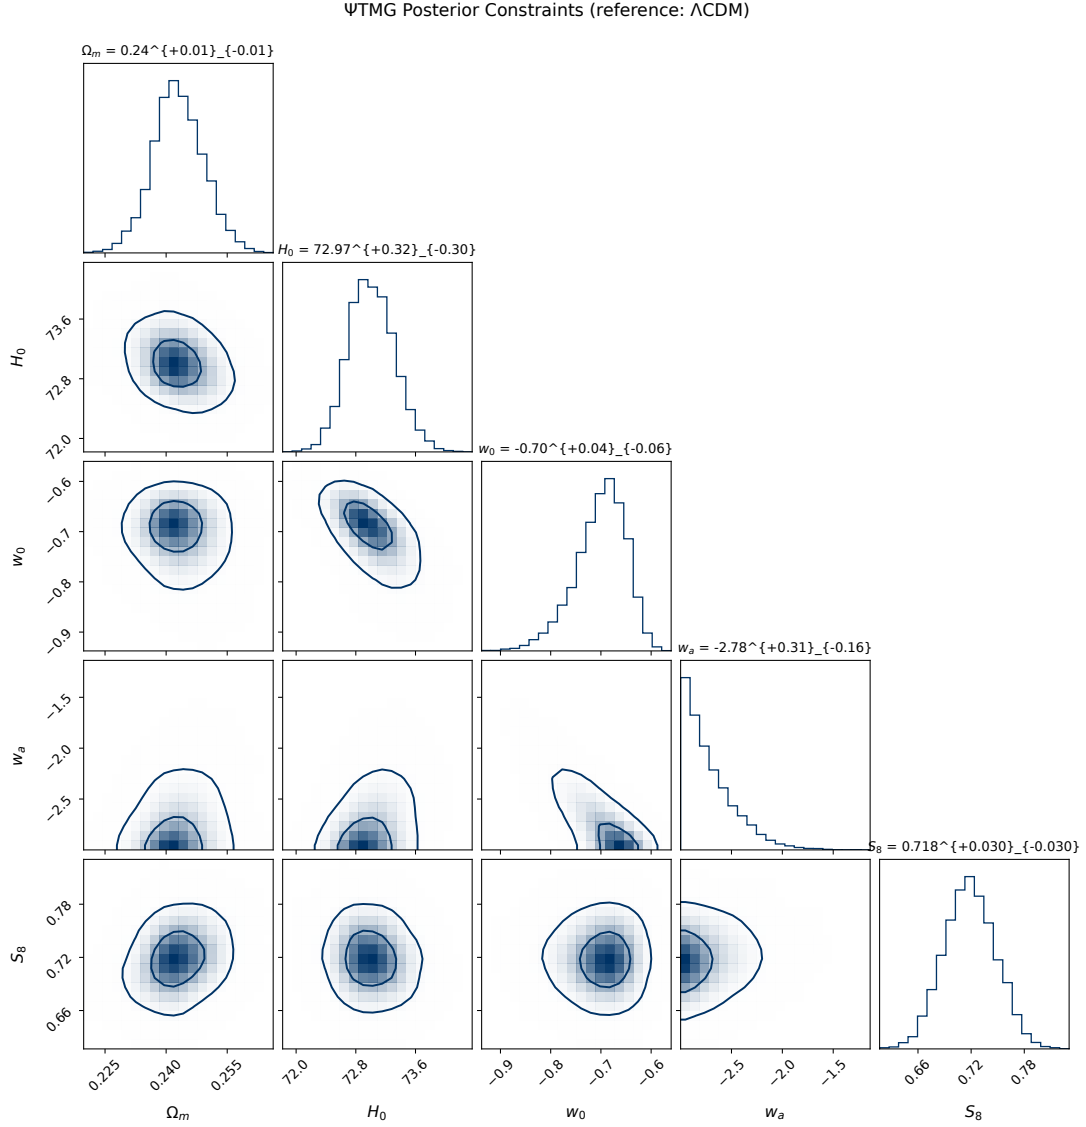 ΨTMG Posterior Constraints (reference: ΛCDM)
Ω_m = 0.24^{+0.01}_{-0.01}
H_0 = 72.97^{+0.32}_{-0.30}
73.6
72.8
72.0
H_0
w_0 = -0.70^{+0.04}_{-0.06}
−0.6
−0.7
−0.8
−0.9
w_0
w_a = -2.78^{+0.31}_{-0.16}
−1.5
−2.0
−2.5
w_a
S_8 = 0.718^{+0.030}_{-0.030}
0.78
0.72
0.66
S_8
0.225 0.240 0.255 72.0 72.8 73.6 −0.9 −0.8 −0.7 −0.6 −2.5 −2.0 −1.5 0.66 0.72 0.78
Ω_m H_0 w_0 w_a S_8